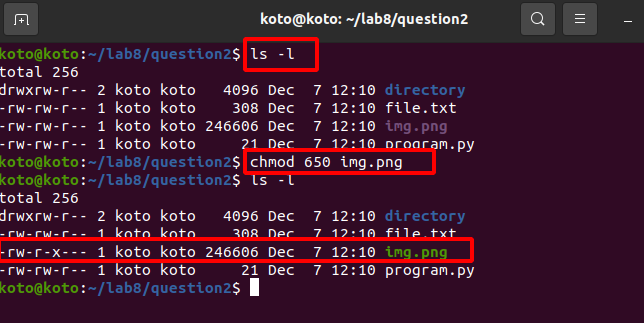 koto@koto: ~/lab8/question2
koto@koto:~/lab8/question2$ ls -l
total 256
drwxrw-r-- 2 koto koto 4096 Dec 7 12:10 directory
-rw-rw-r-- 1 koto koto 308 Dec 7 12:10 file.txt
-rw-rw-r-- 1 koto koto 246606 Dec 7 12:10 img.png
-rw-rw-r-- 1 koto koto 21 Dec 7 12:10 program.py
koto@koto:~/lab8/question2$ chmod 650 img.png
koto@koto:~/lab8/question2$ ls -l
total 256
drwxrw-r-- 2 koto koto 4096 Dec 7 12:10 directory
-rw-rw-r-- 1 koto koto 308 Dec 7 12:10 file.txt
-rw-r-x--- 1 koto koto 246606 Dec 7 12:10 img.png
-rw-rw-r-- 1 koto koto 21 Dec 7 12:10 program.py
koto@koto:~/lab8/question2$